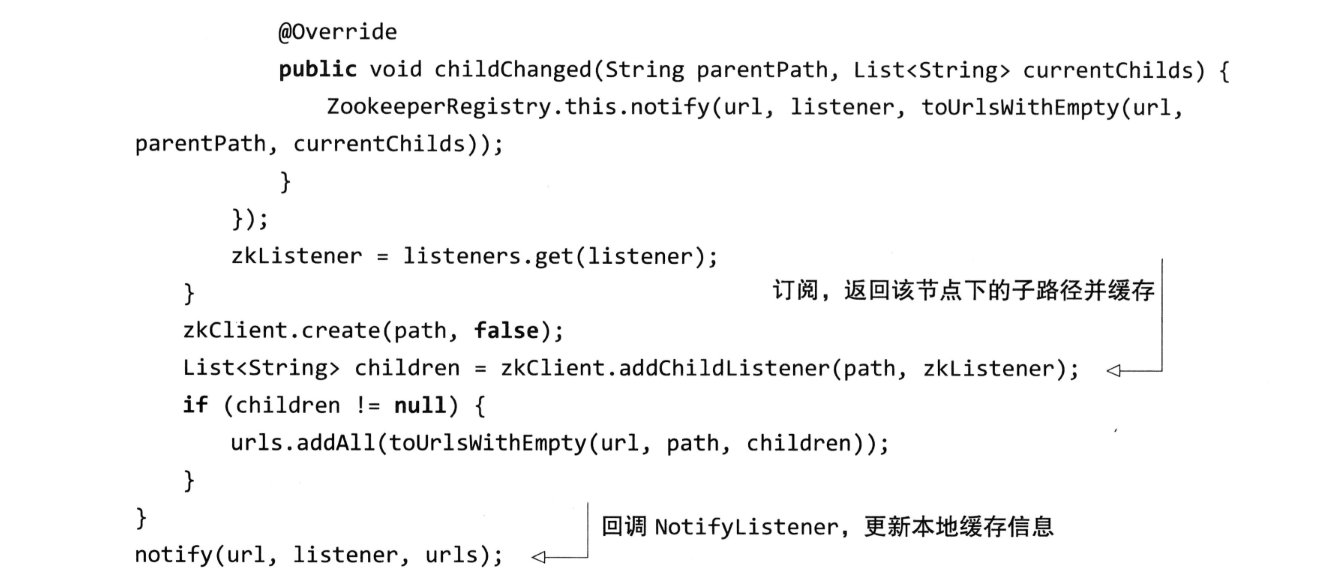 @Override
public void childChanged(String parentPath, List<String> currentChilds) {
ZookeeperRegistry.this.notify(url, listener, toUrlsWithEmpty(url,
parentPath, currentChilds));
}
});
zkListener = listeners.get(listener);
}
订阅，返回该节点下的子路径并缓存
zkClient.create(path, false);
List<String> children = zkClient.addChildListener(path, zkListener);
if (children != null) {
urls.addAll(toUrlsWithEmpty(url, path, children));
}
}
回调 NotifyListener，更新本地缓存信息
notify(url, listener, urls);